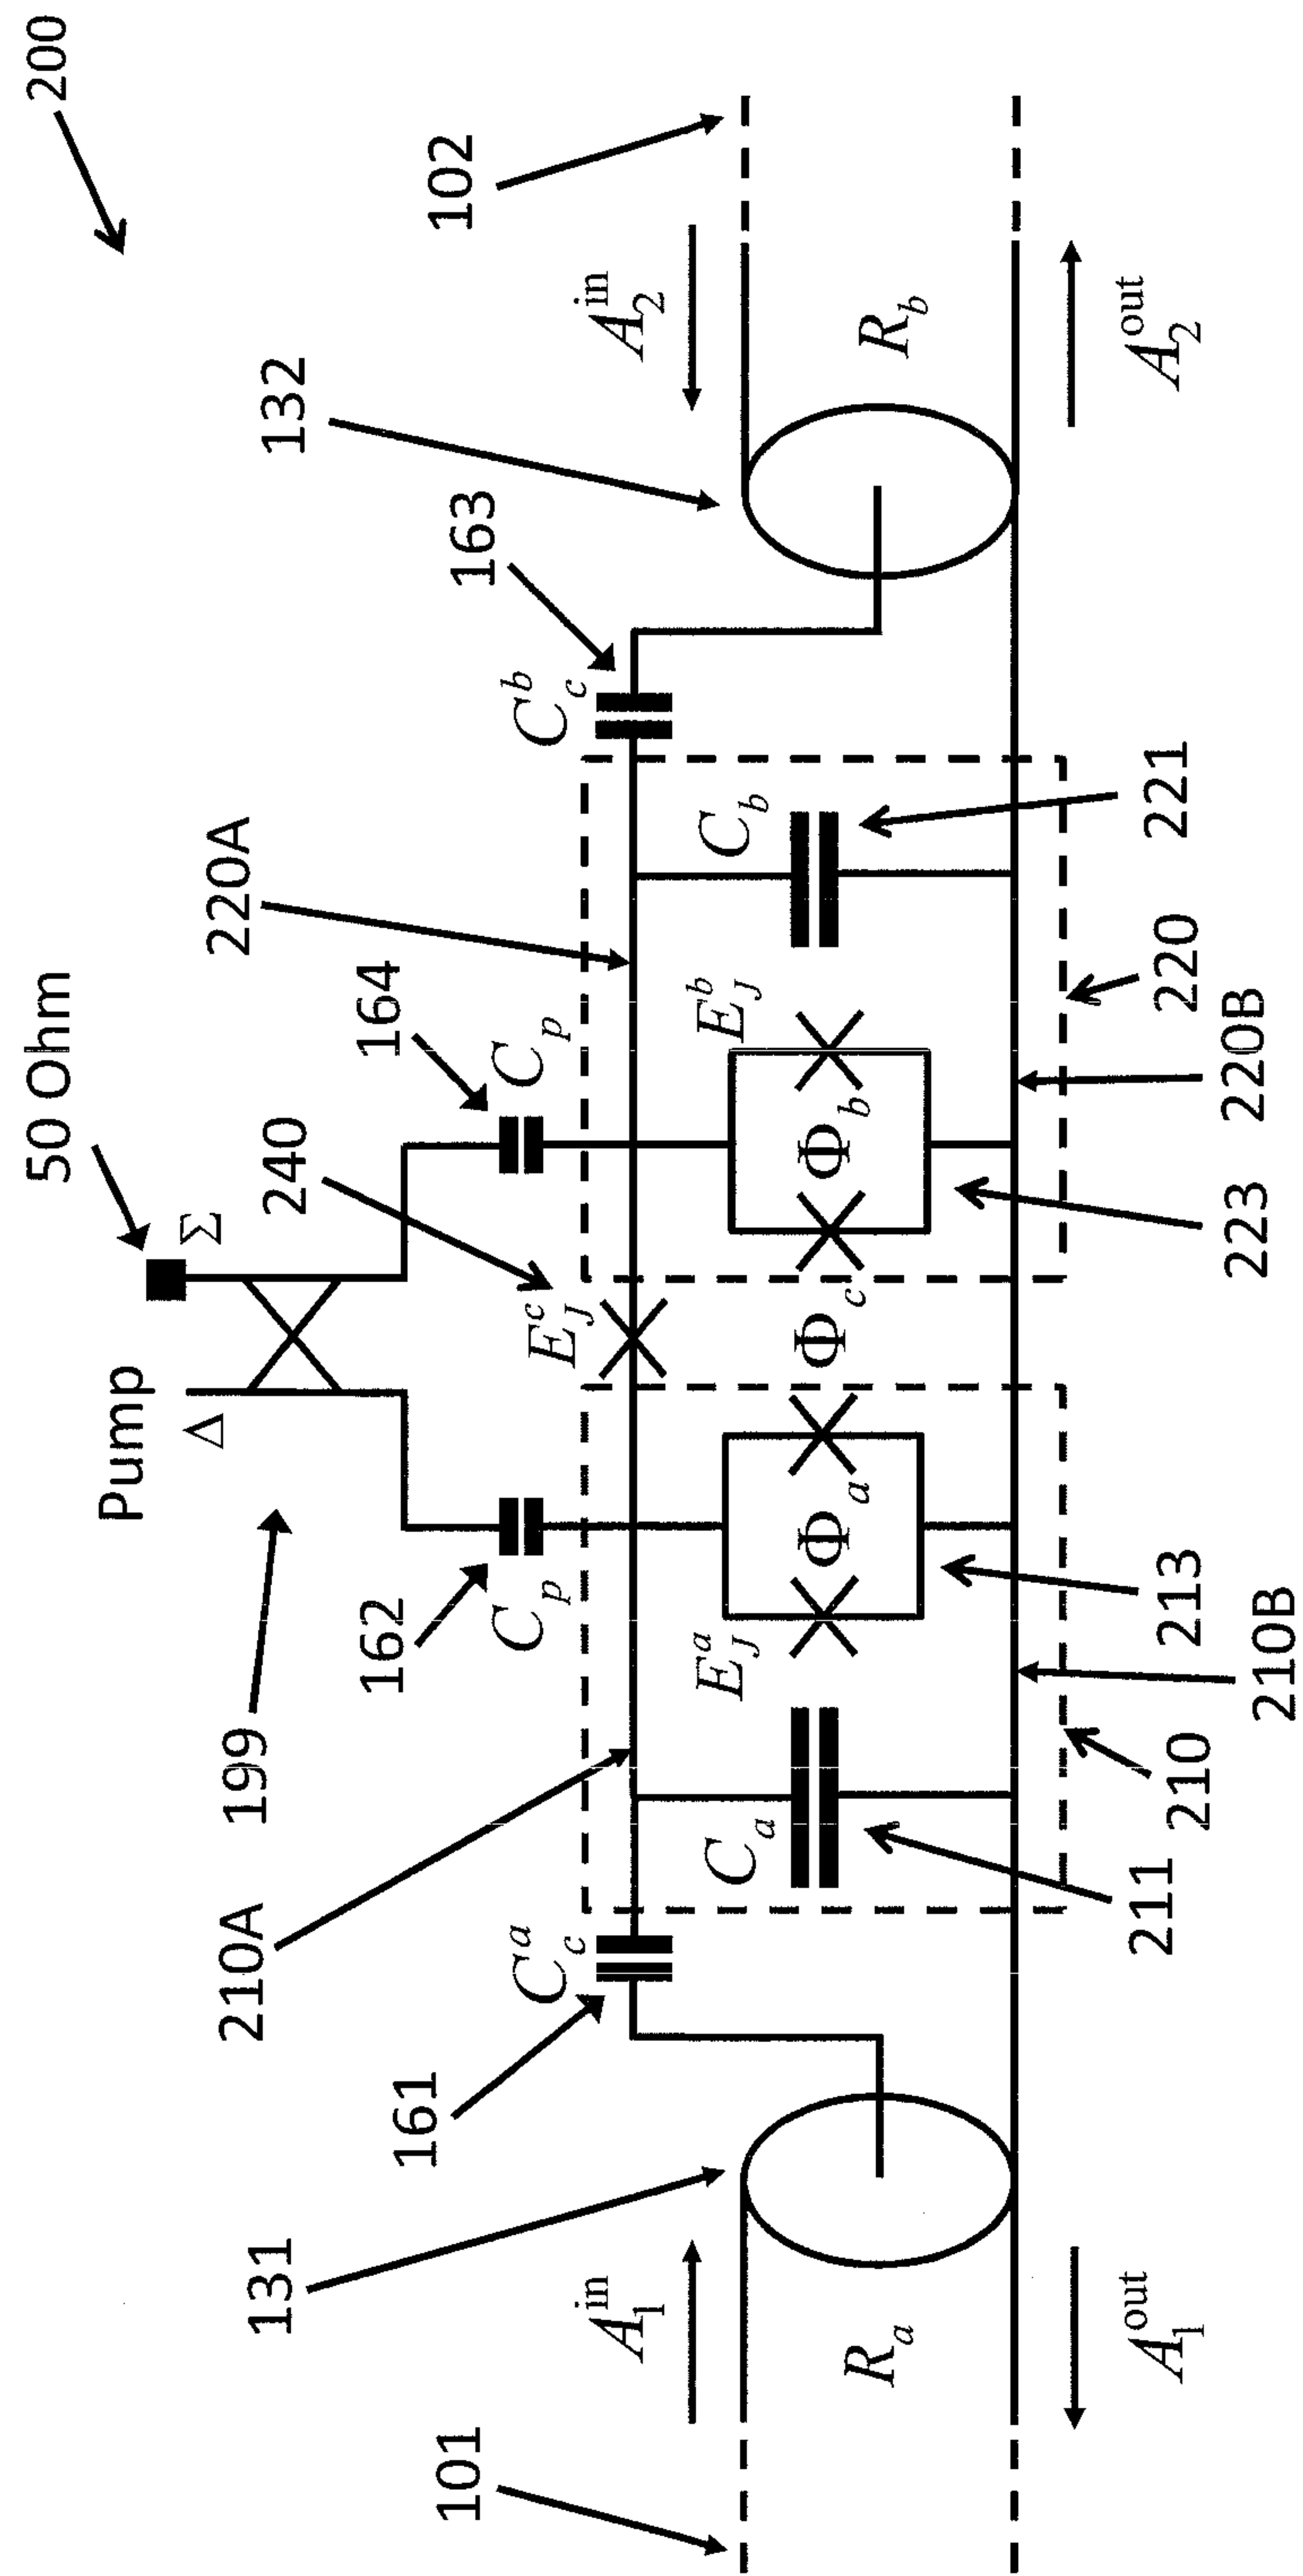 200
50 Ohm
Pump
Σ
Δ
199
162
C_p
240
164
C_p
163
C_c^b
132
102
A_2^in
R_b
A_2^out
220A
210A
161
C_c^a
131
101
A_1^in
R_a
A_1^out
E_J^c
Φ_c
C_a
E_J^a
Φ_a
E_J^b
Φ_b
C_b
211
210
213
210B
223
220B
220
221